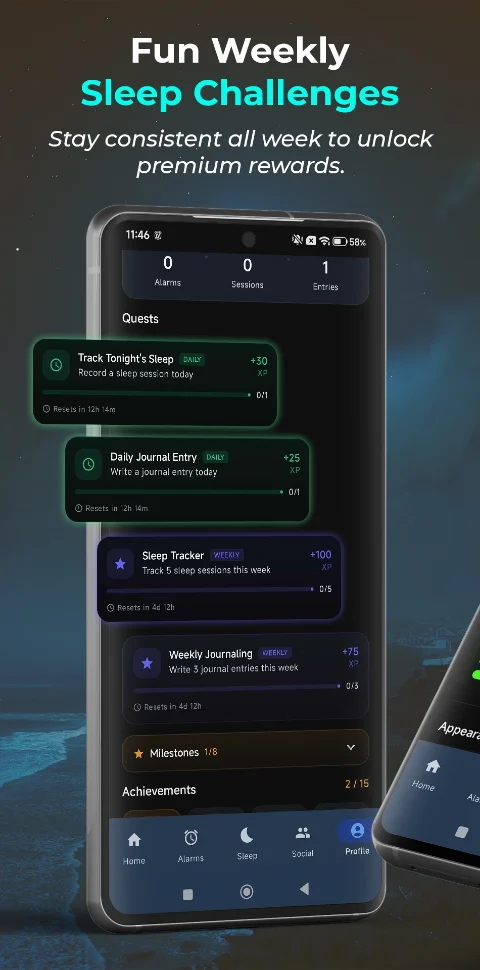 Fun Weekly
Sleep Challenges
Stay consistent all week to unlock
premium rewards.
11:46
58%
0
0
1
Alarms
Sessions
Entries
Quests
Track Tonight's Sleep DAILY +30
Record a sleep session today XP
0/1
Resets in 12h 14m
Daily Journal Entry DAILY +25
Write a journal entry today XP
0/1
Resets in 12h 14m
Sleep Tracker WEEKLY +100
Track 5 sleep sessions this week XP
0/5
Resets in 4d 12h
Weekly Journaling WEEKLY +75
Write 3 journal entries this week XP
0/3
Resets in 4d 12h
Milestones 1/8
Achievements 2 / 15
Home
Alarms
Sleep
Social
Profile
Appeara
Home
Ala